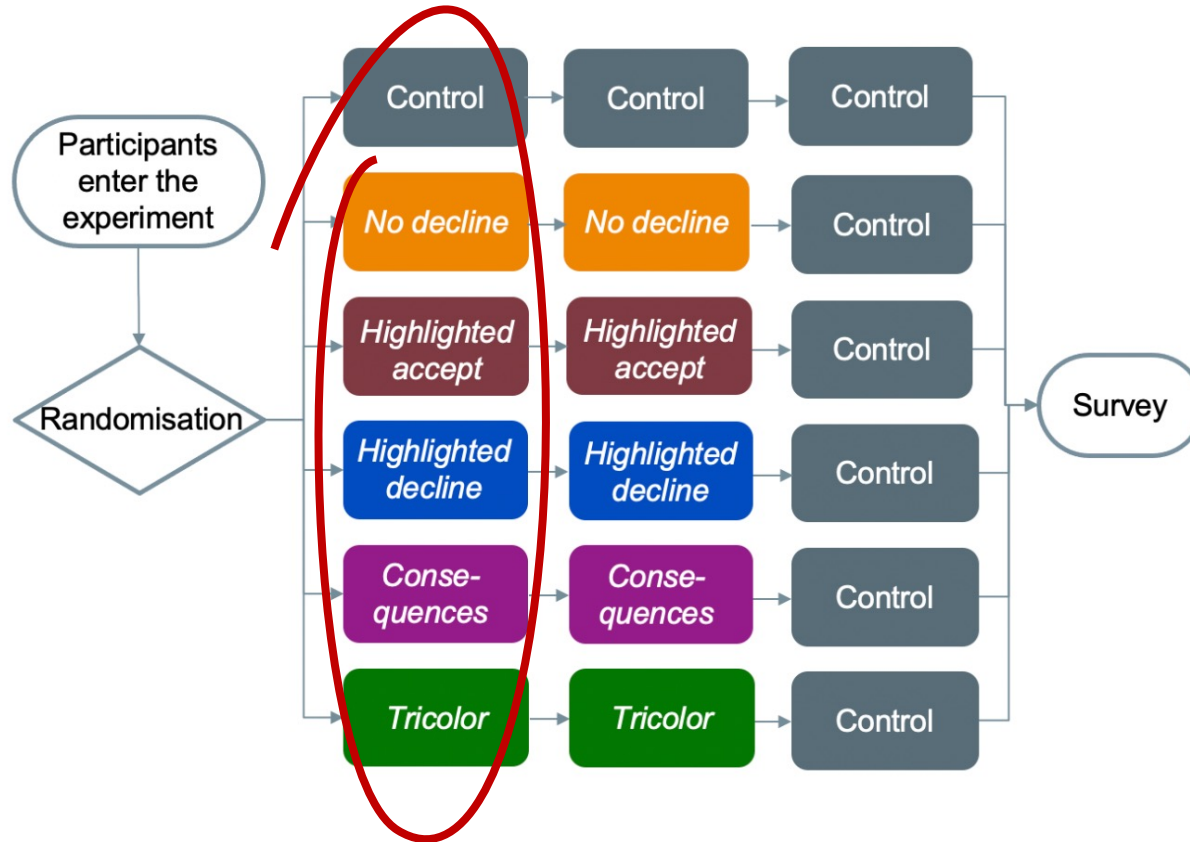 Participants
enter the
experiment
Randomisation
Control
Control
Control
No decline
No decline
Control
Highlighted
accept
Highlighted
accept
Control
Highlighted
decline
Highlighted
decline
Control
Conse-
quences
Conse-
quences
Control
Tricolor
Tricolor
Control
Survey